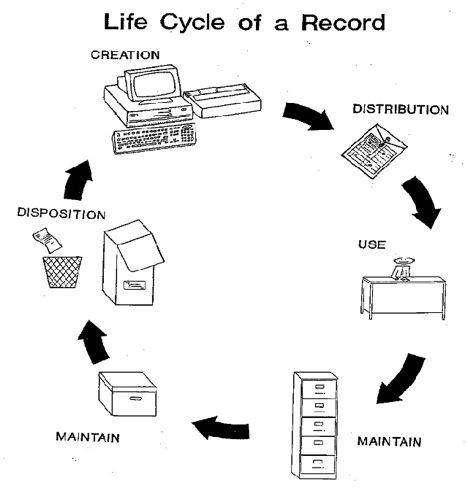 Life Cycle of a Record
CREATION
DISTRIBUTION
USE
MAINTAIN
MAINTAIN
DISPOSITION